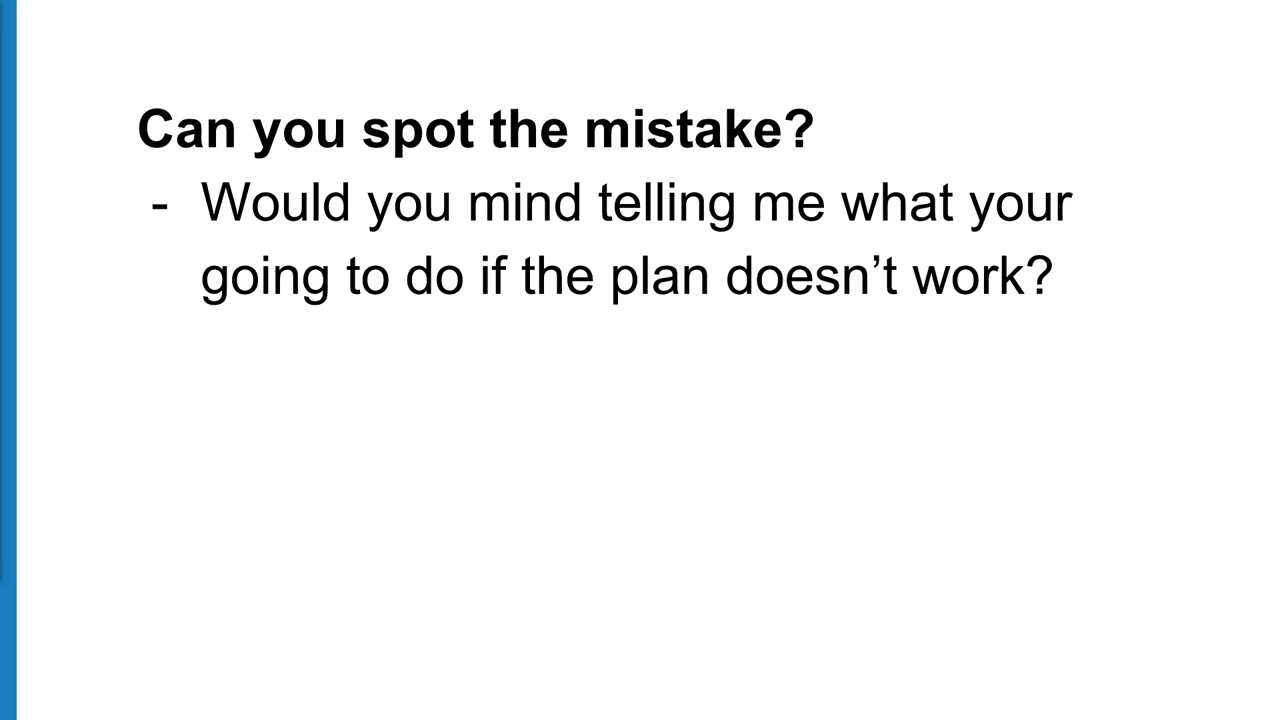 Can you spot the mistake?
- Would you mind telling me what your
going to do if the plan doesn’t work?